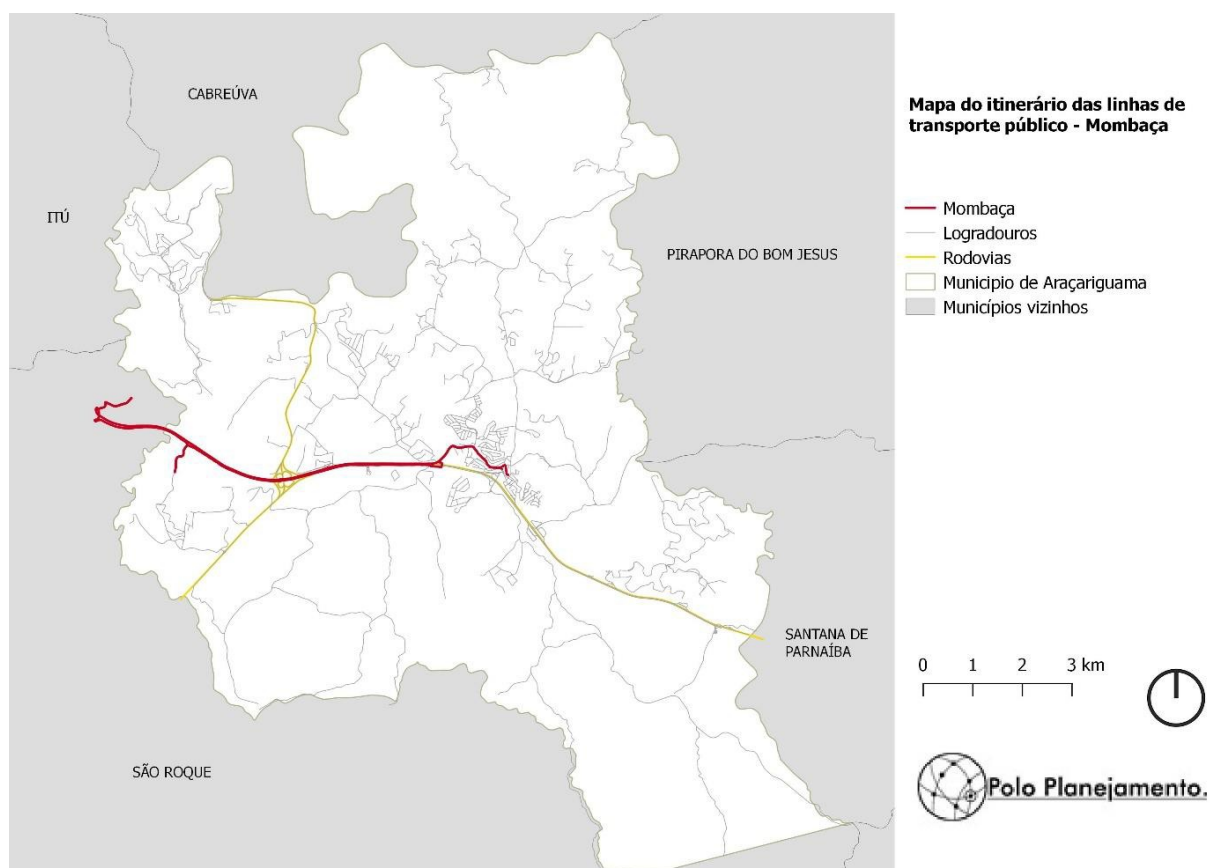 CABREÚVA
ITÚ
PIRAPORA DO BOM JESUS
SANTANA DE
PARNAÍBA
SÃO ROQUE
Mapa do itinerário das linhas de
transporte público - Mombaça
Mombaça
Logradouros
Rodovias
Municipio de Araçariguama
Municípios vizinhos
0 1 2 3 km
Polo Planejamento.